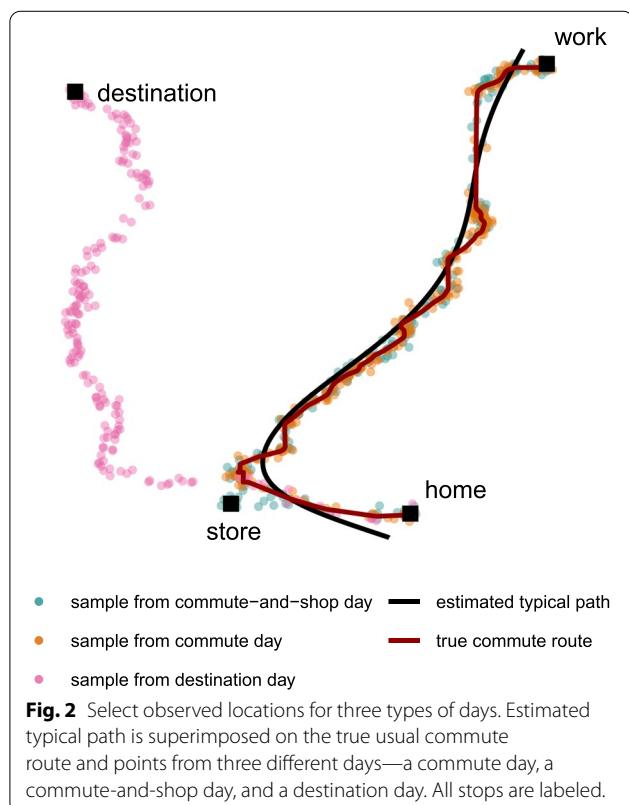 work
destination
home
store
sample from commute−and−shop day
estimated typical path
sample from commute day
true commute route
sample from destination day
Fig. 2 Select observed locations for three types of days. Estimated
typical path is superimposed on the true usual commute
route and points from three different days—a commute day, a
commute-and-shop day, and a destination day. All stops are labeled.